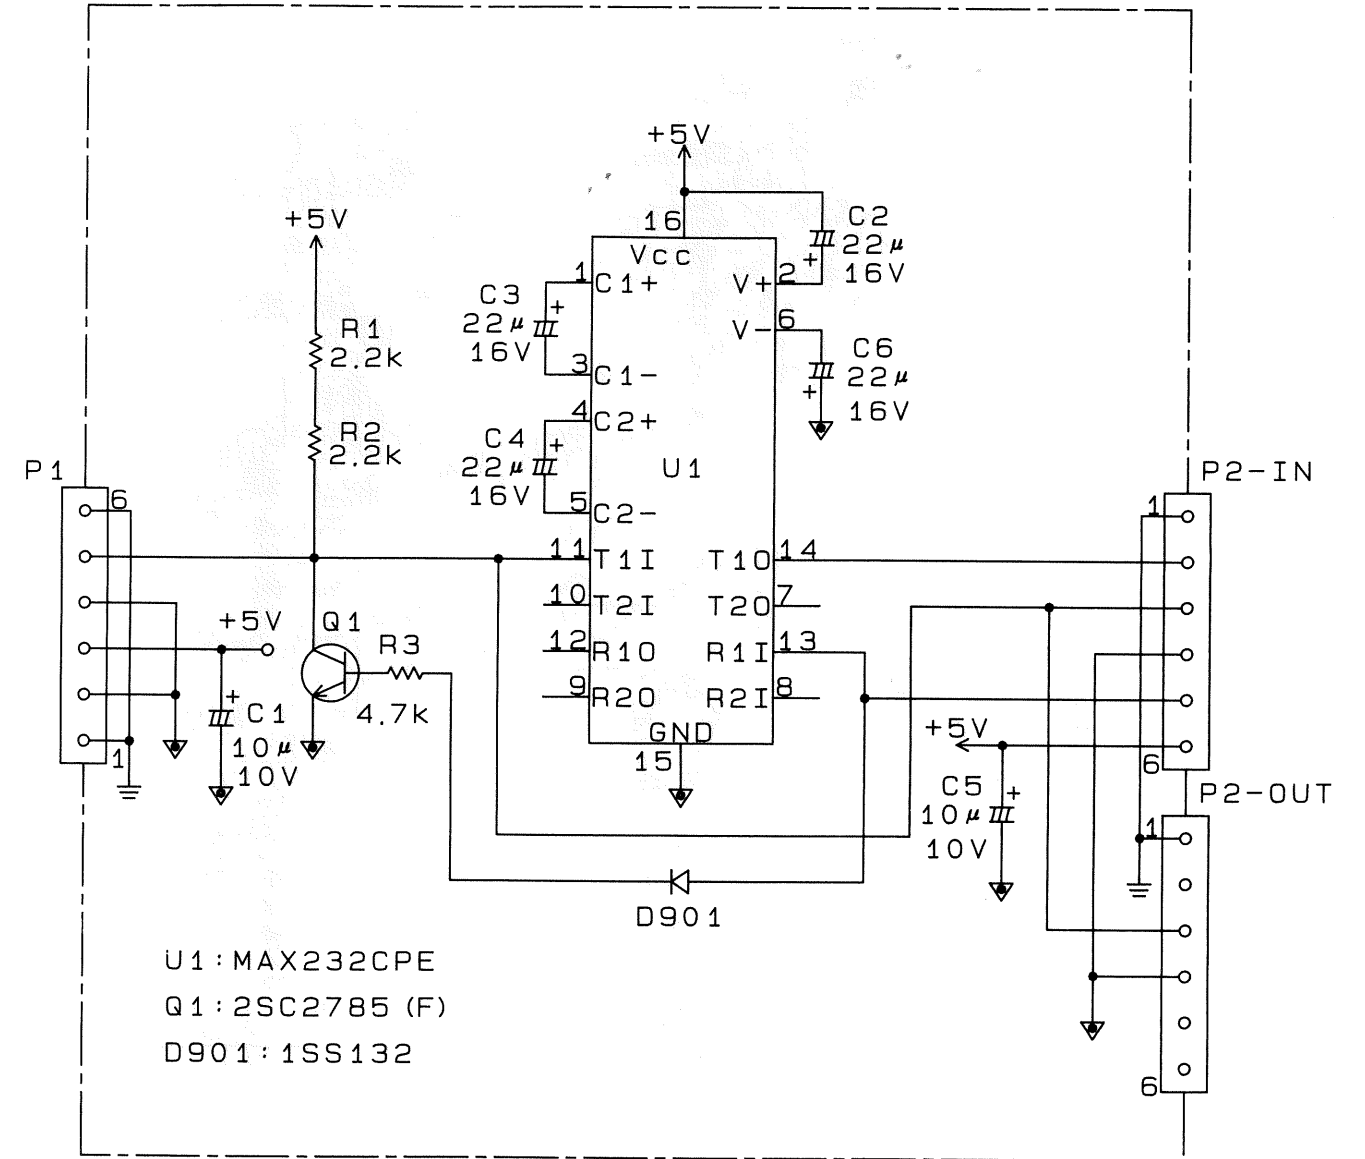 +5V
16
Vcc
C2
22μ
16V
+
+5V
1
C1+
V+
2
C3
22μ
16V
+
V-
6
R1
2.2k
C6
22μ
16V
+
3
C1-
4
C2+
R2
2.2k
C4
22μ
16V
+
U1
P1
P2-IN
6
5
C2-
1
11
T1I
T1O
14
10
T2I
T2O
7
+5V
Q1
R3
12
R1O
R1I
13
9
R2O
R2I
8
4.7k
+
C1
10μ
10V
GND
15
+5V
1
6
P2-OUT
C5
10μ
10V
+
1
D901
U1:MAX232CPE
Q1:2SC2785 (F)
D901:1SS132
6